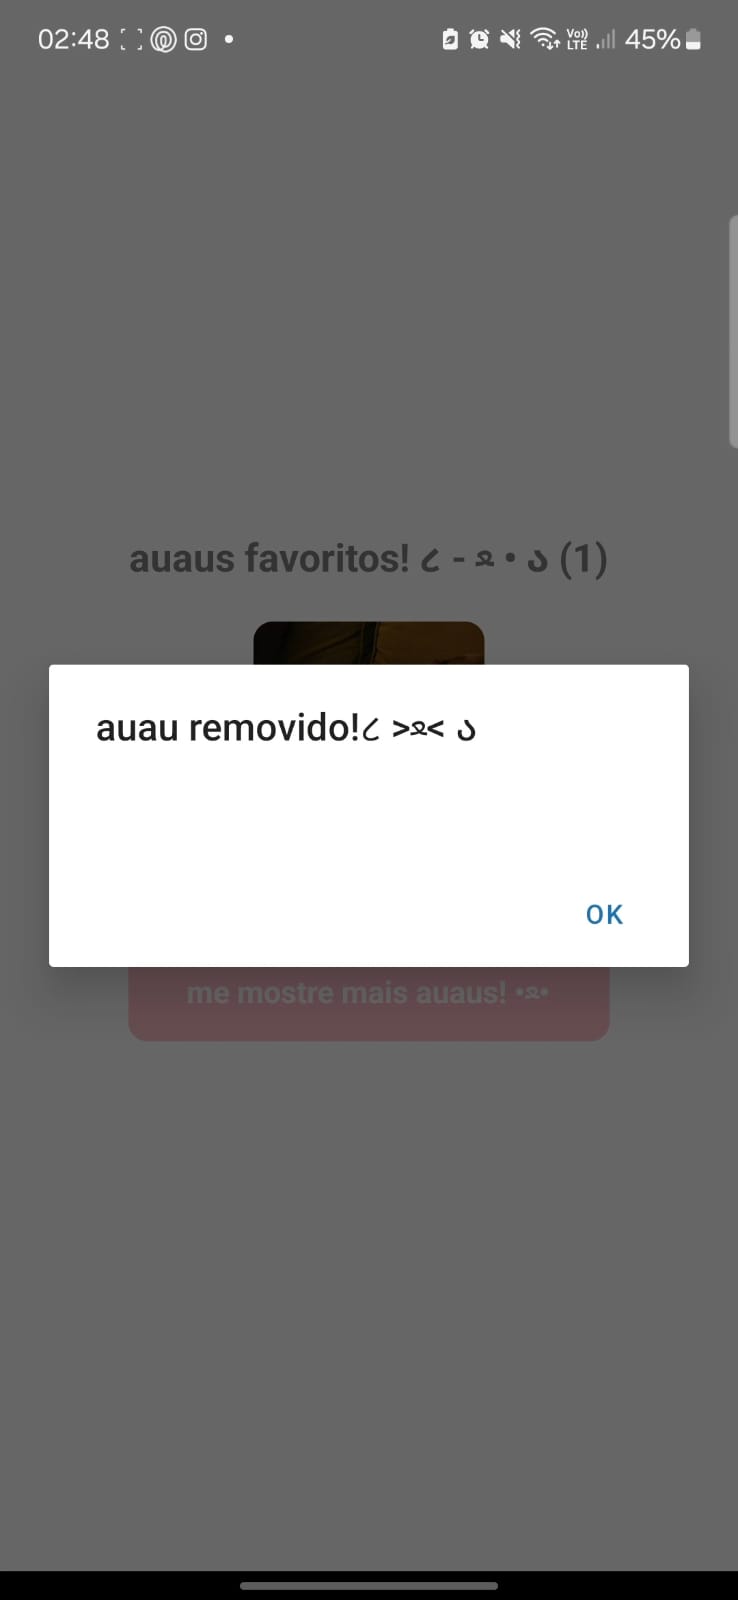 02:48
Vo)) LTE 45%
auaus favoritos! ૮ - ﻌ • ა (1)
auau removido!૮ >ﻌ< ა
OK
me mostre mais auaus! •ﻌ•